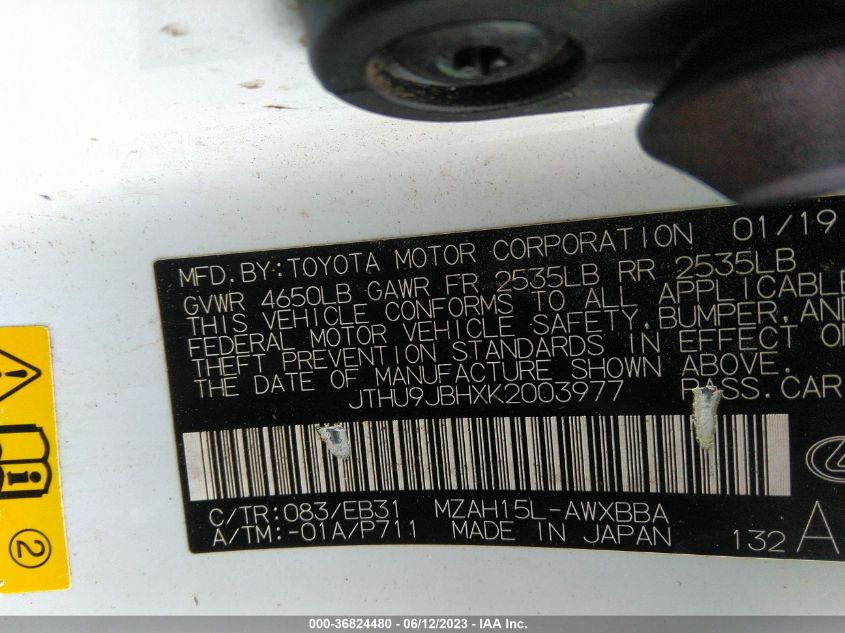 MFD. BY: TOYOTA MOTOR CORPORATION 01/19
GVWR 4650LB GAWR FR 2535LB RR 2535LB
THIS VEHICLE CONFORMS TO ALL APPLICABLE
FEDERAL MOTOR VEHICLE SAFETY, BUMPER, AND
THEFT PREVENTION STANDARDS IN EFFECT ON
THE DATE OF MANUFACTURE SHOWN ABOVE.
JTHU9JBHXK2003977 PASS. CAR
C/TR: 083/EB31 MZAH15L-AWXBBA
A/TM: -01A/P711 MADE IN JAPAN 132 A
2
000-36824480 - 06/12/2023 - IAA Inc.